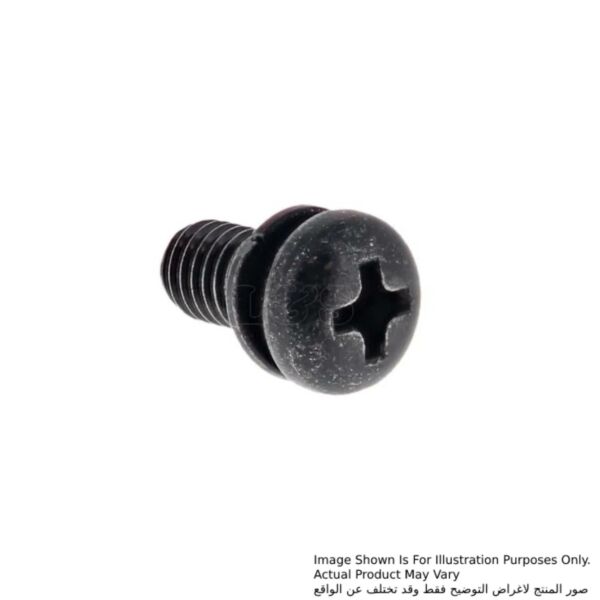 Image Shown Is For Illustration Purposes Only.
Actual Product May Vary
صور المنتج لاغراض التوضيح فقط وقد تختلف عن الواقع